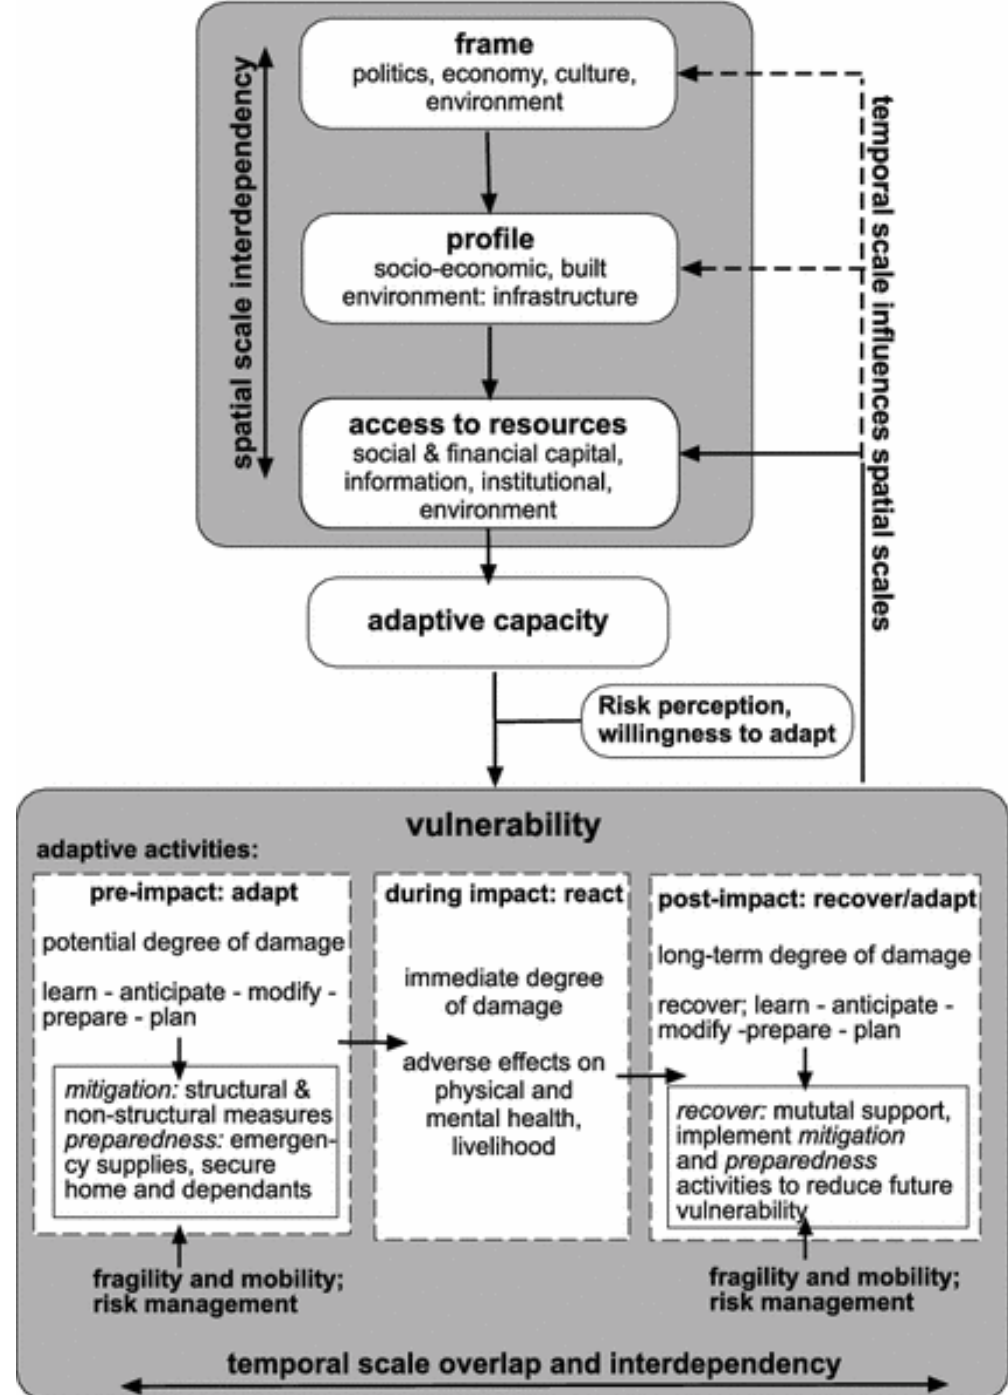 frame
politics, economy, culture,
environment
spatial scale interdependency
temporal scale influences spatial scales
profile
socio-economic, built
environment: infrastructure
access to resources
social & financial capital,
information, institutional,
environment
adaptive capacity
Risk perception,
willingness to adapt
vulnerability
adaptive activities:
pre-impact: adapt
potential degree of damage
learn - anticipate - modify -
prepare - plan
mitigation: structural &
non-structural measures
preparedness: emergen-
cy supplies, secure
home and dependants
fragility and mobility;
risk management
during impact: react
immediate degree
of damage
adverse effects on
physical and
mental health,
livelihood
post-impact: recover/adapt
long-term degree of damage
recover; learn - anticipate -
modify -prepare - plan
recover: mututal support,
implement mitigation
and preparedness
activities to reduce future
vulnerability
fragility and mobility;
risk management
temporal scale overlap and interdependency